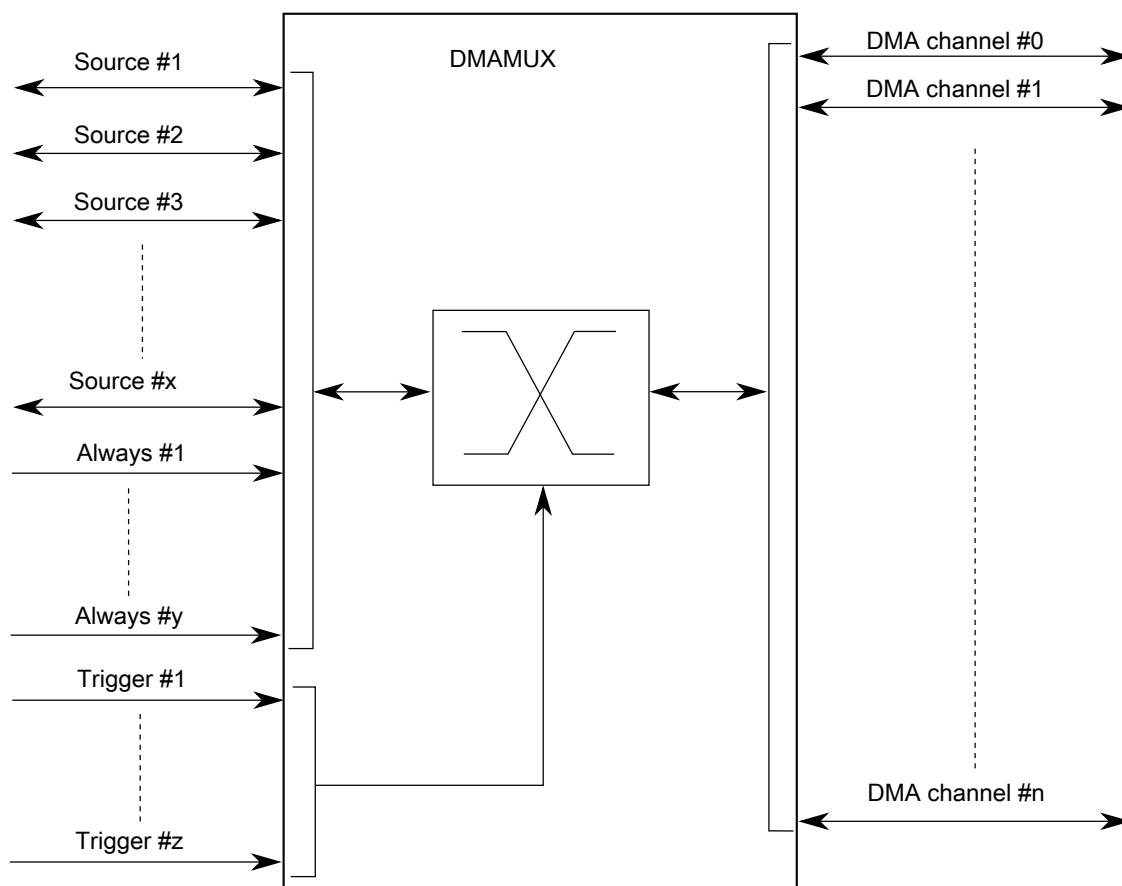 DMAMUX
Source #1
Source #2
Source #3
Source #x
Always #1
Always #y
Trigger #1
Trigger #z
DMA channel #0
DMA channel #1
DMA channel #n